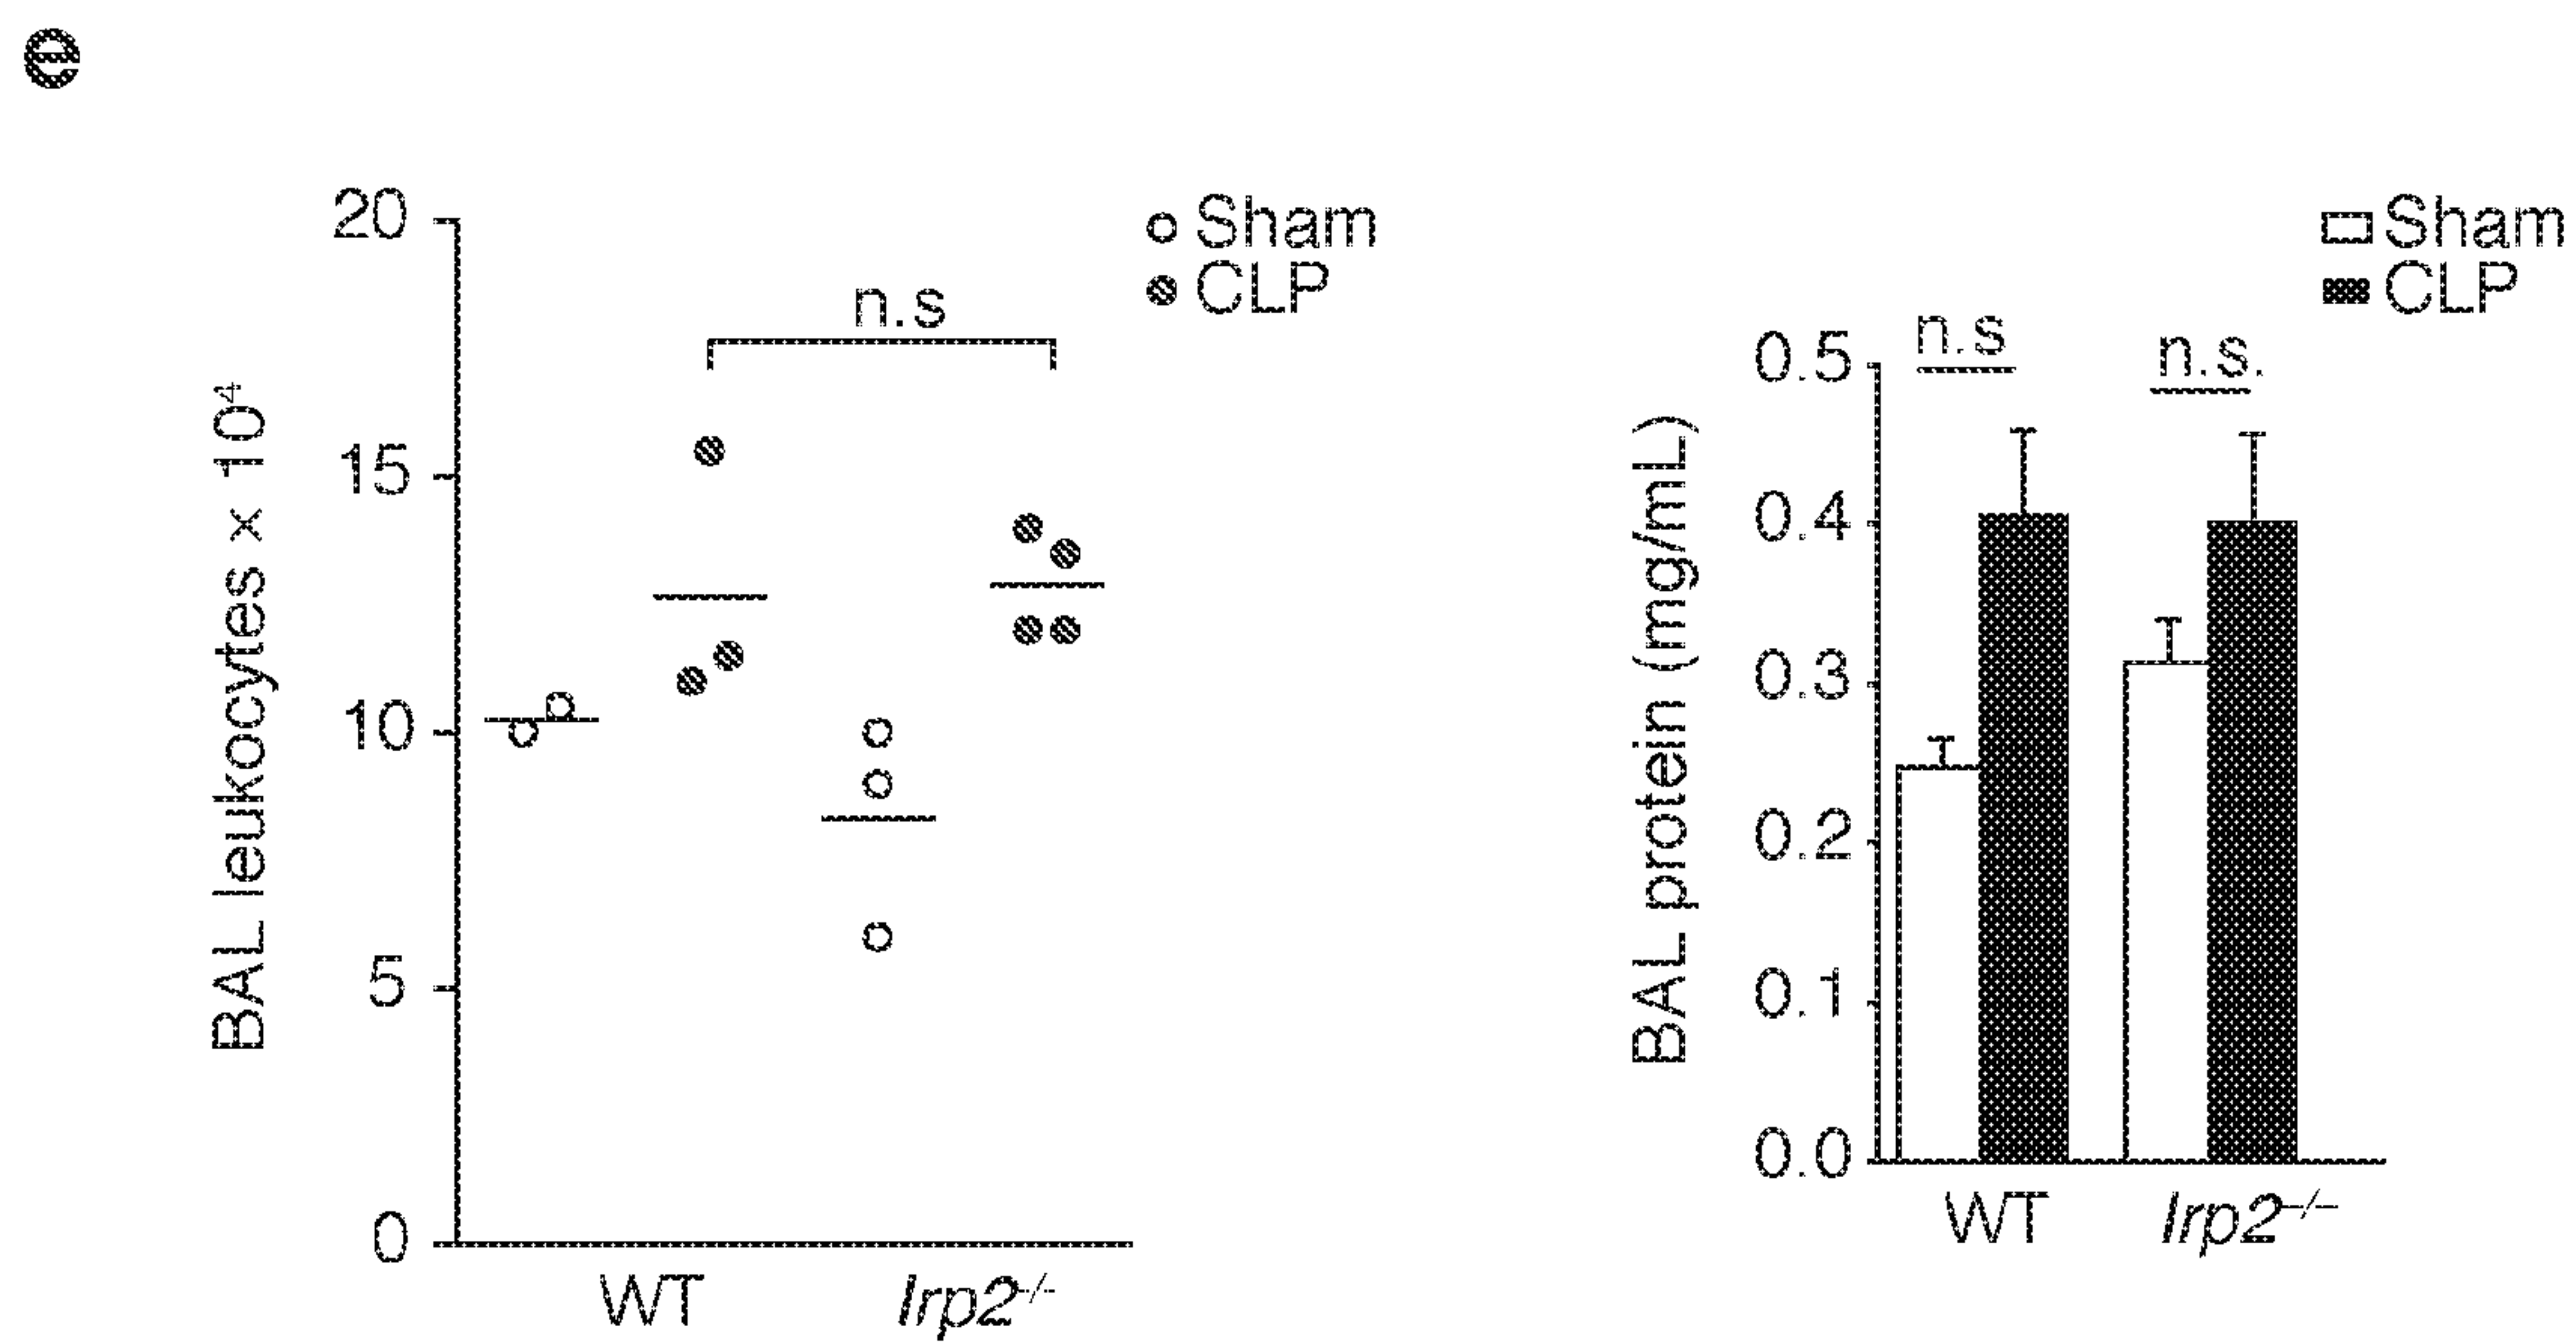 e
20
15
10
5
0
BAL leukocytes × 10⁴
n.s
Sham
CLP
WT
Irp2⁻/⁻
0.5
0.4
0.3
0.2
0.1
0.0
BAL protein (mg/mL)
n.s
n.s.
Sham
CLP
WT
Irp2⁻/⁻